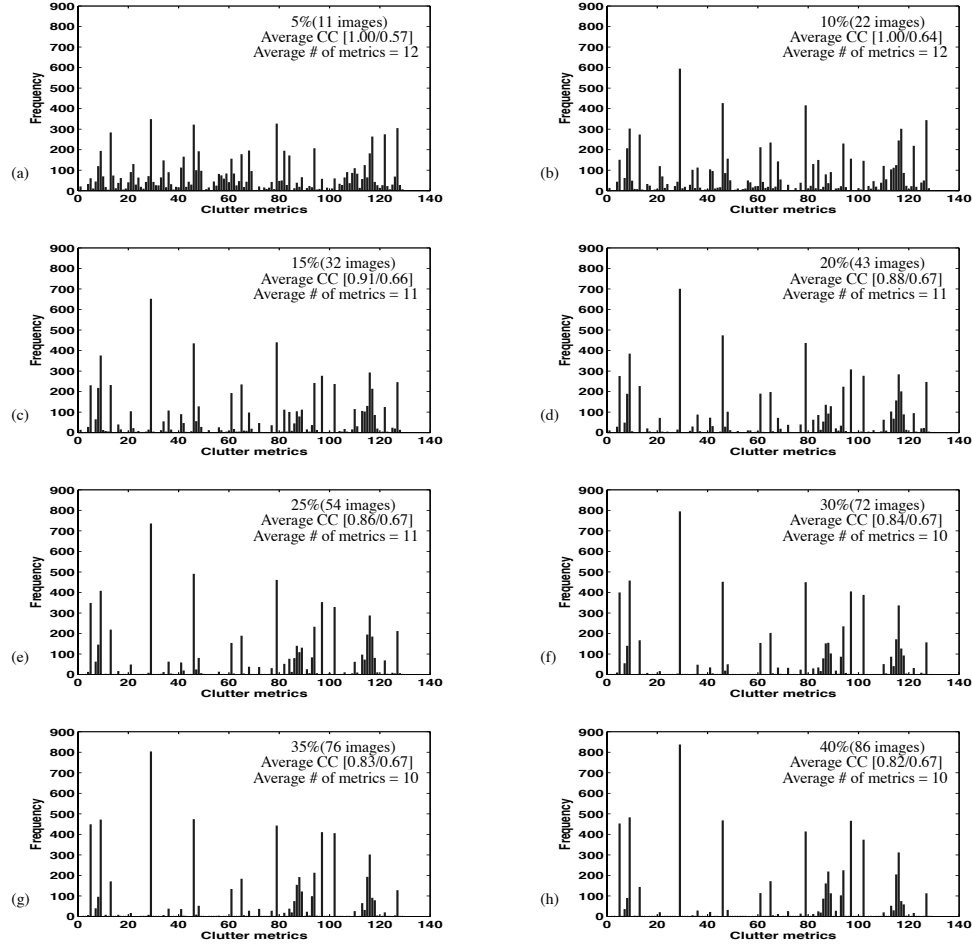 5%(11 images)
Average CC [1.00/0.57]
Average # of metrics = 12
900
800
700
600
500
400
300
200
100
0
Frequency
(a)
0 20 40 60 80 100 120 140
Clutter metrics
10%(22 images)
Average CC [1.00/0.64]
Average # of metrics = 12
900
800
700
600
500
400
300
200
100
0
Frequency
(b)
0 20 40 60 80 100 120 140
Clutter metrics
15%(32 images)
Average CC [0.91/0.66]
Average # of metrics = 11
900
800
700
600
500
400
300
200
100
0
Frequency
(c)
0 20 40 60 80 100 120 140
Clutter metrics
20%(43 images)
Average CC [0.88/0.67]
Average # of metrics = 11
900
800
700
600
500
400
300
200
100
0
Frequency
(d)
0 20 40 60 80 100 120 140
Clutter metrics
25%(54 images)
Average CC [0.86/0.67]
Average # of metrics = 11
900
800
700
600
500
400
300
200
100
0
Frequency
(e)
0 20 40 60 80 100 120 140
Clutter metrics
30%(72 images)
Average CC [0.84/0.67]
Average # of metrics = 10
900
800
700
600
500
400
300
200
100
0
Frequency
(f)
0 20 40 60 80 100 120 140
Clutter metrics
35%(76 images)
Average CC [0.83/0.67]
Average # of metrics = 10
900
800
700
600
500
400
300
200
100
0
Frequency
(g)
0 20 40 60 80 100 120 140
Clutter metrics
40%(86 images)
Average CC [0.82/0.67]
Average # of metrics = 10
900
800
700
600
500
400
300
200
100
0
Frequency
(h)
0 20 40 60 80 100 120 140
Clutter metrics